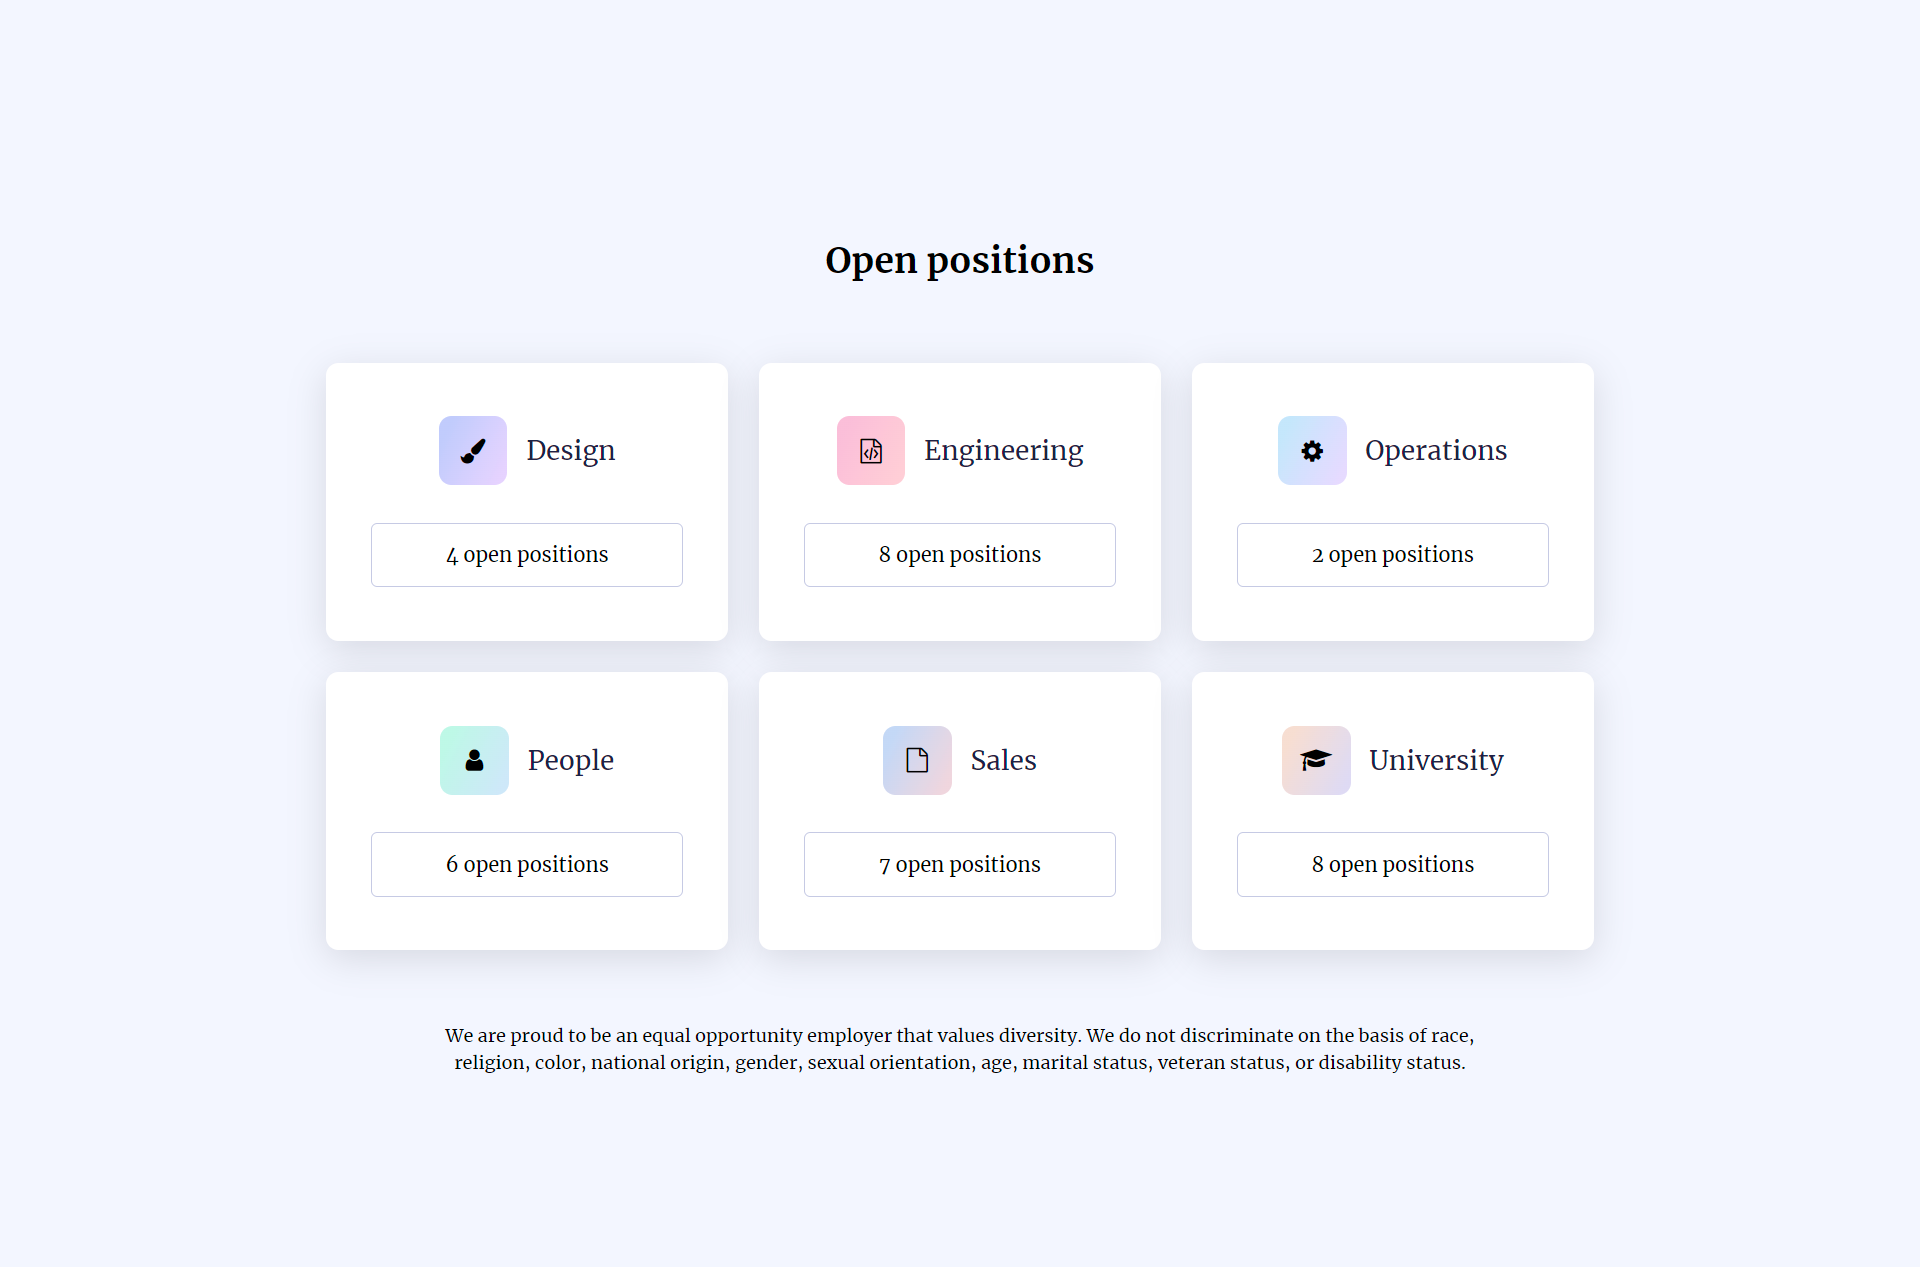 Open positions
Design
Engineering
Operations
4 open positions
8 open positions
2 open positions
People
Sales
University
6 open positions
7 open positions
8 open positions
We are proud to be an equal opportunity employer that values diversity. We do not discriminate on the basis of race,
religion, color, national origin, gender, sexual orientation, age, marital status, veteran status, or disability status.